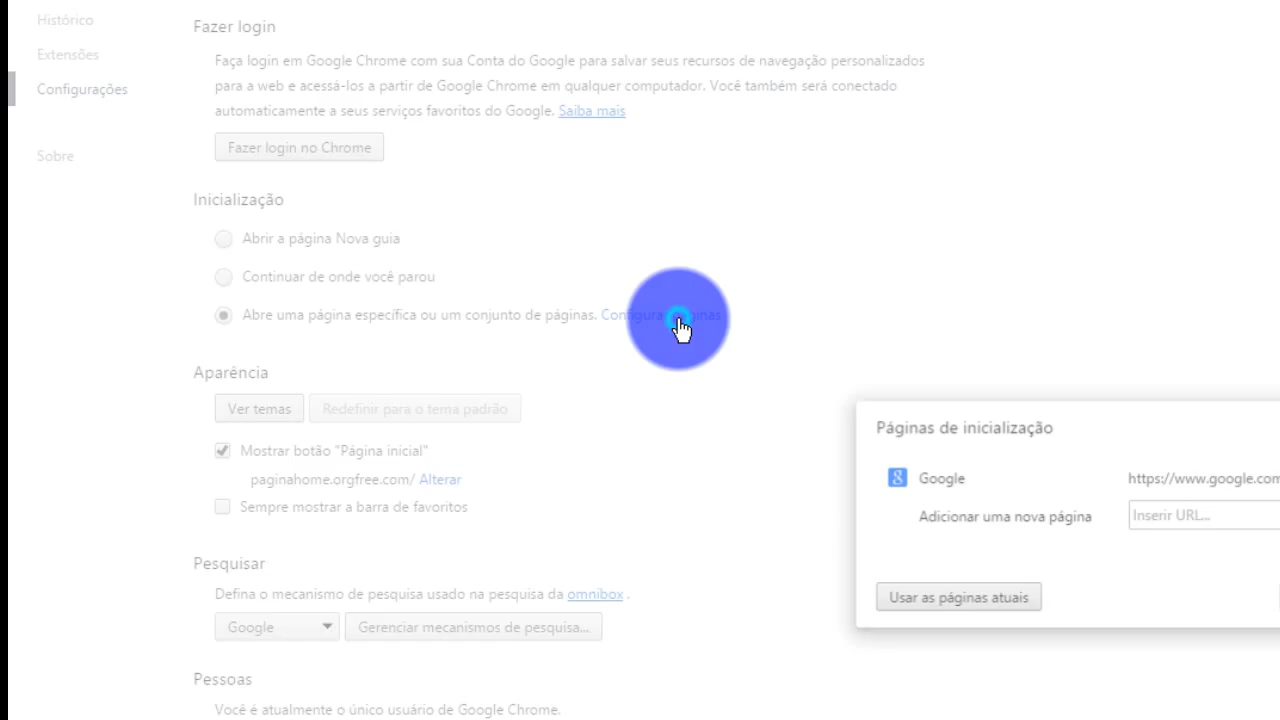 Histórico
Extensões
Configurações
Sobre
Fazer login
Faça login em Google Chrome com sua Conta do Google para salvar seus recursos de navegação personalizados
para a web e acessá-los a partir de Google Chrome em qualquer computador. Você também será conectado
automaticamente a seus serviços favoritos do Google. Saiba mais
Fazer login no Chrome
Inicialização
Abrir a página Nova guia
Continuar de onde você parou
Abre uma página específica ou um conjunto de páginas.
Aparência
Ver temas Redefinir para o tema padrão
Mostrar botão "Página inicial"
paginahome.orgfree.com/ Alterar
Sempre mostrar a barra de favoritos
Pesquisar
Defina o mecanismo de pesquisa usado na pesquisa da omnibox .
Google Gerenciar mecanismos de pesquisa...
Pessoas
Você é atualmente o único usuário de Google Chrome.
Páginas de inicialização
Google https://www.google.com
Adicionar uma nova página Inserir URL...
Usar as páginas atuais